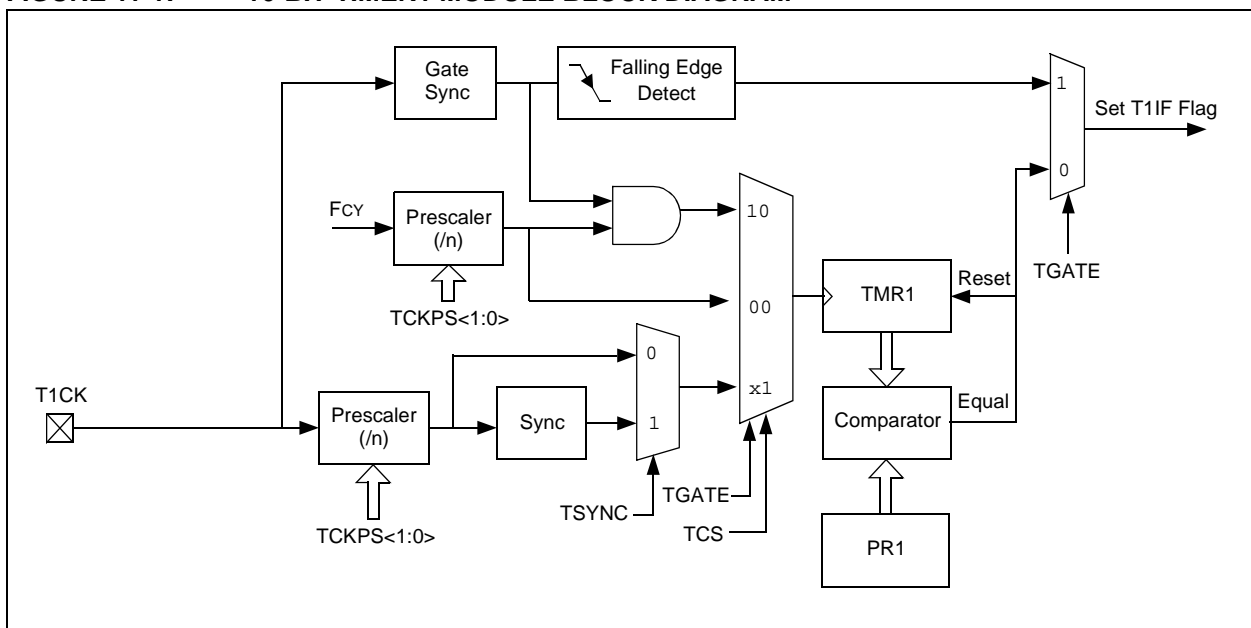 Gate
Sync
Falling Edge
Detect
1
Set T1IF Flag
0
TGATE
FCY
Prescaler
(/n)
TCKPS<1:0>
10
00
x1
TMR1
Reset
T1CK
Prescaler
(/n)
TCKPS<1:0>
Sync
0
1
TSYNC
TGATE
TCS
Comparator
Equal
PR1